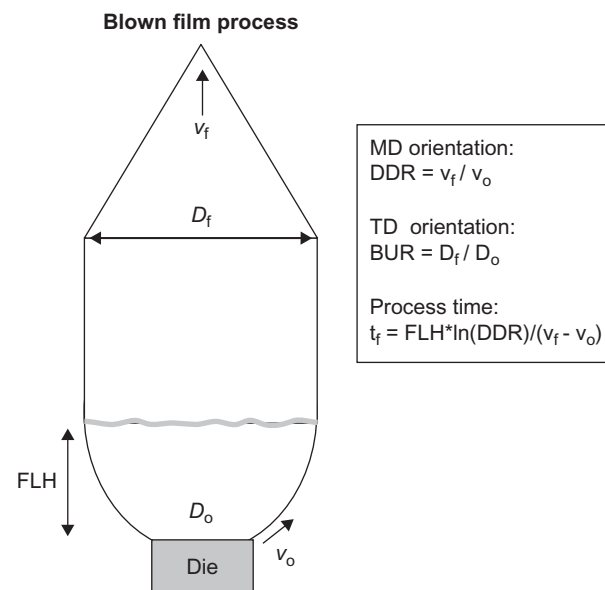 Blown film process
v_f
D_f
FLH
D_o
v_o
Die
MD orientation:
DDR = v_f / v_o
TD orientation:
BUR = D_f / D_o
Process time:
t_f = FLH*ln(DDR)/(v_f - v_o)